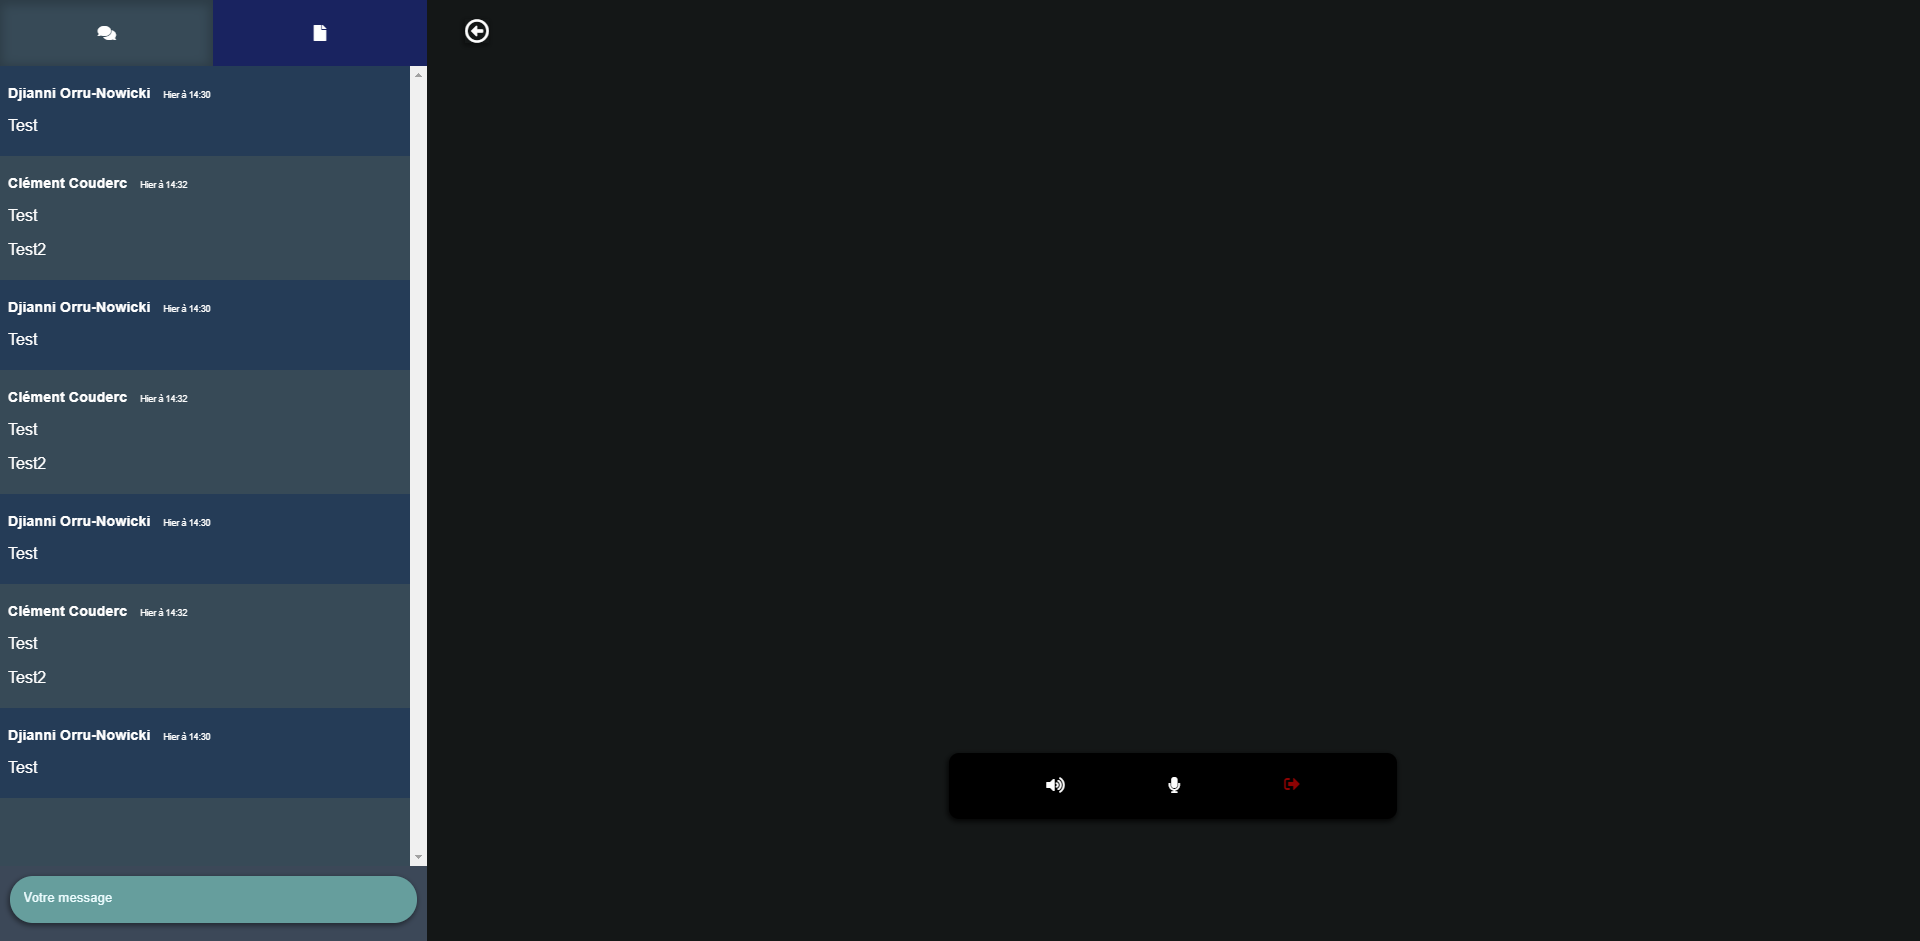 Djianni Orru-Nowicki Hier à 14:30
Test
Clément Couderc Hier à 14:32
Test
Test2
Djianni Orru-Nowicki Hier à 14:30
Test
Clément Couderc Hier à 14:32
Test
Test2
Djianni Orru-Nowicki Hier à 14:30
Test
Clément Couderc Hier à 14:32
Test
Test2
Djianni Orru-Nowicki Hier à 14:30
Test
Votre message